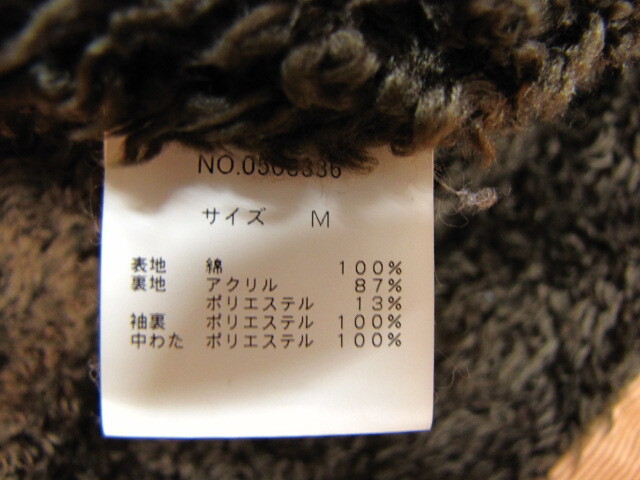 サイズ M
表地 綿 100%
裏地 アクリル 87%
ポリエステル 13%
袖裏 ポリエステル 100%
中わた ポリエステル 100%